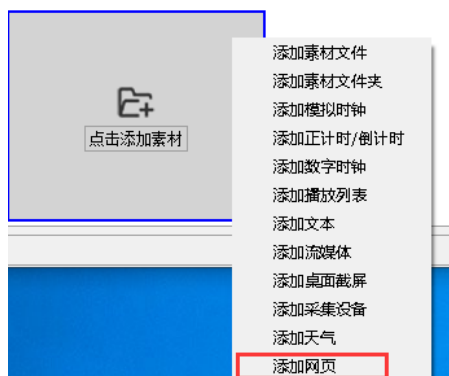 添加素材文件
添加素材文件夹
添加模拟时钟
点击添加素材
添加正计时/倒计时
添加数字时钟
添加播放列表
添加文本
添加流媒体
添加桌面截屏
添加采集设备
添加天气
添加网页